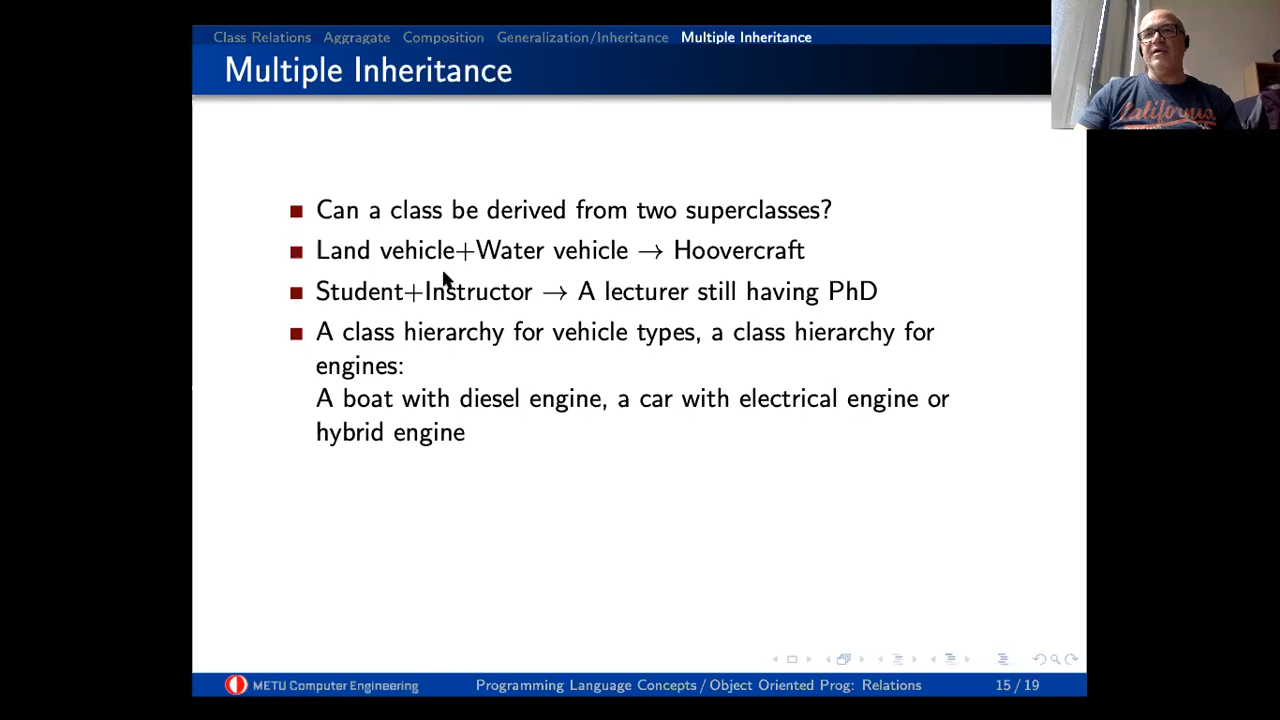 Class Relations Aggragate Composition Generalization/Inheritance Multiple Inheritance
Multiple Inheritance
California
Can a class be derived from two superclasses?
Land vehicle+Water vehicle → Hoovercraft
Student+Instructor → A lecturer still having PhD
A class hierarchy for vehicle types, a class hierarchy for
engines:
A boat with diesel engine, a car with electrical engine or
hybrid engine
METU Computer Engineering Programming Language Concepts / Object Oriented Prog: Relations 15 / 19